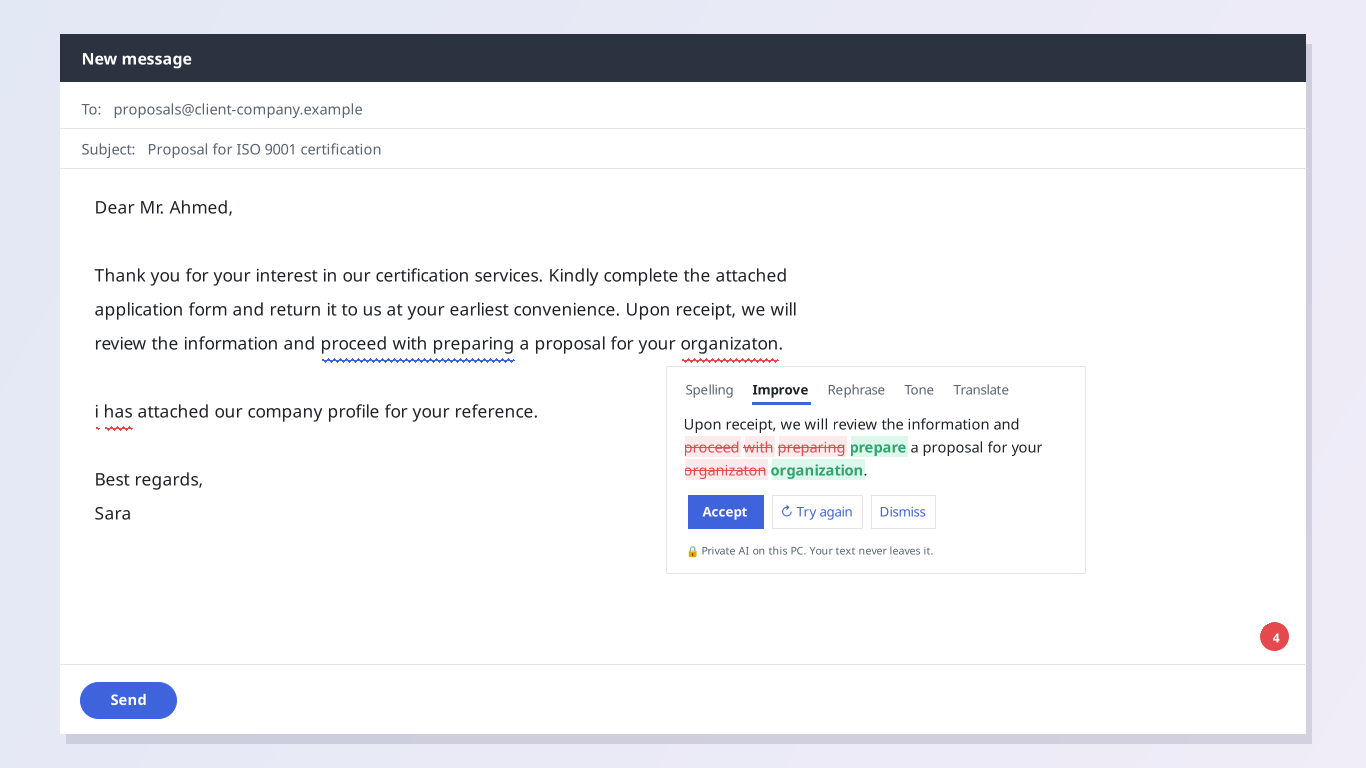 New message
To: proposals@client-company.example
Subject: Proposal for ISO 9001 certification
Dear Mr. Ahmed,
Thank you for your interest in our certification services. Kindly complete the attached
application form and return it to us at your earliest convenience. Upon receipt, we will
review the information and proceed with preparing a proposal for your organizaton.
i has attached our company profile for your reference.
Best regards,
Sara
Spelling Improve Rephrase Tone Translate
Upon receipt, we will review the information and
proceed with preparing prepare a proposal for your
organizaton organization.
Accept ↻ Try again Dismiss
🔒 Private AI on this PC. Your text never leaves it.
4
Send